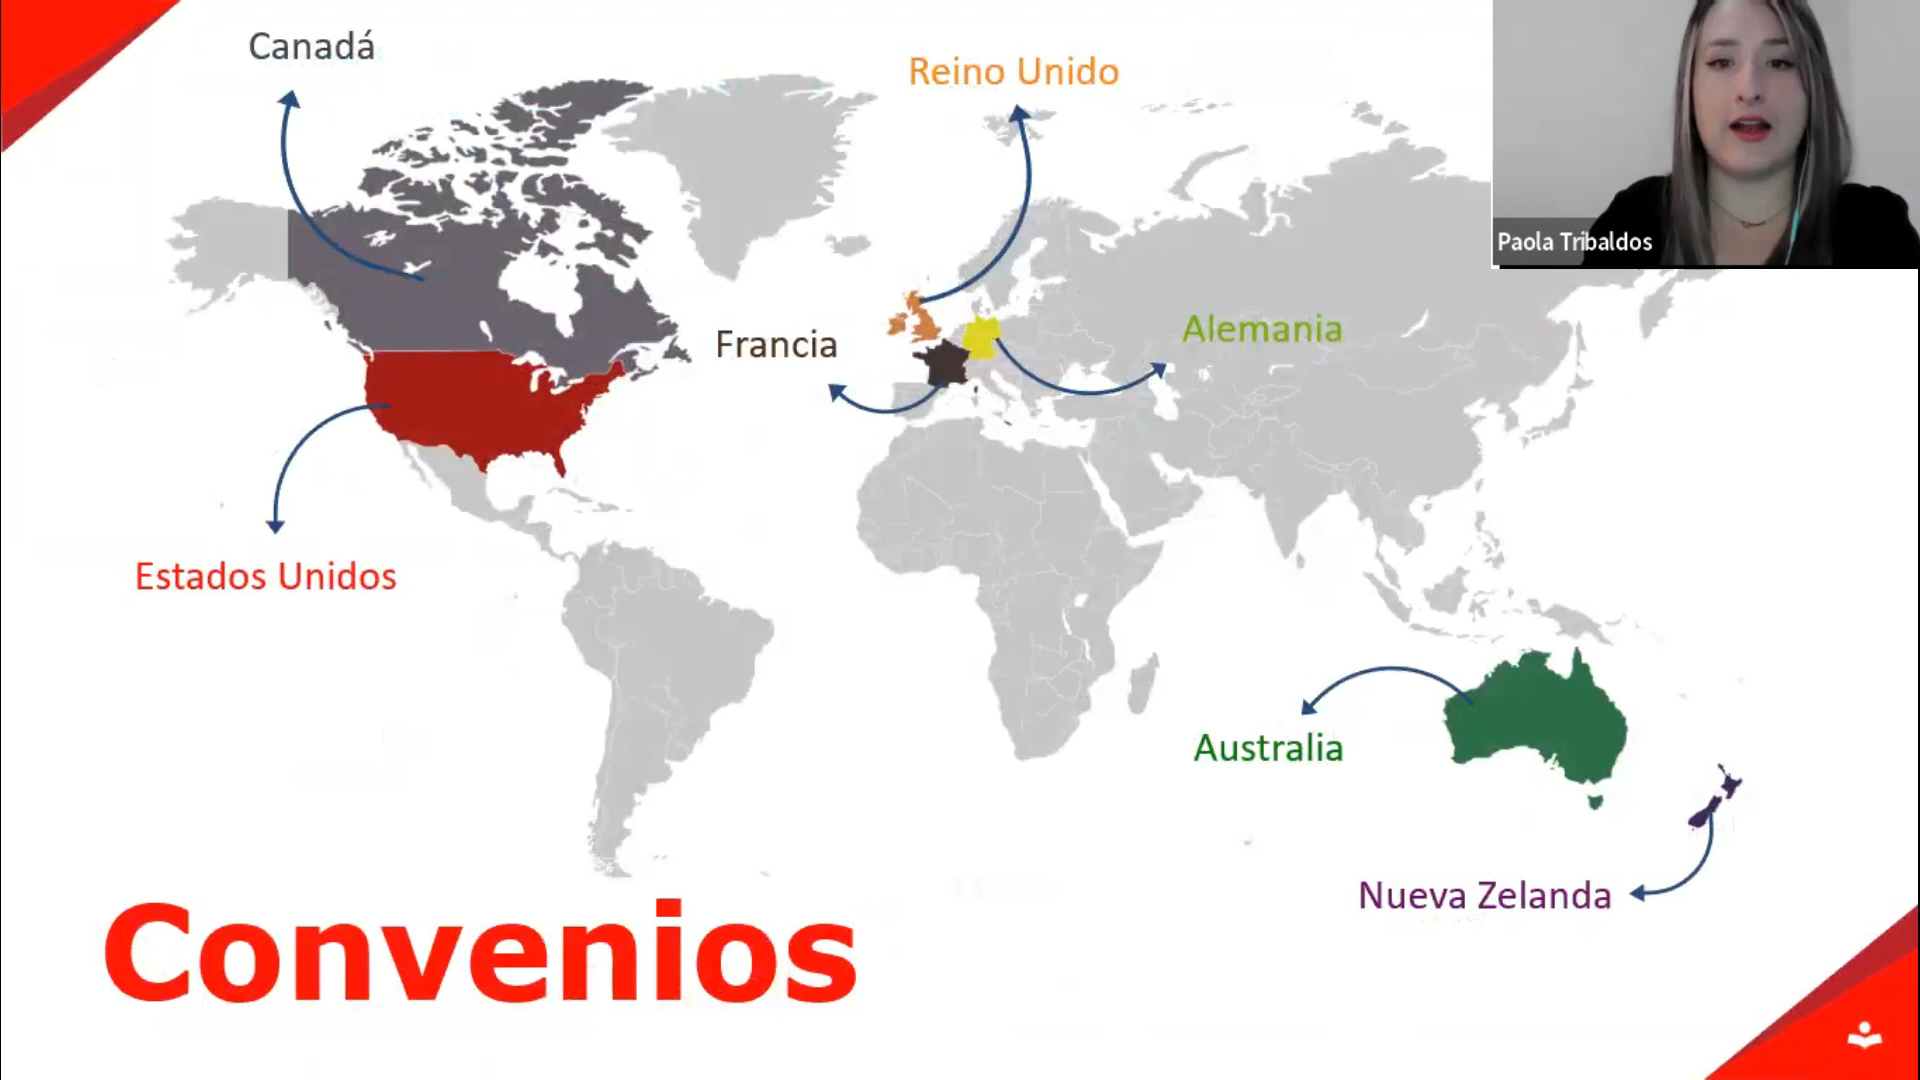 Canadá
Reino Unido
Paola Tribaldos
Francia
Alemania
Estados Unidos
Australia
Nueva Zelanda
Convenios